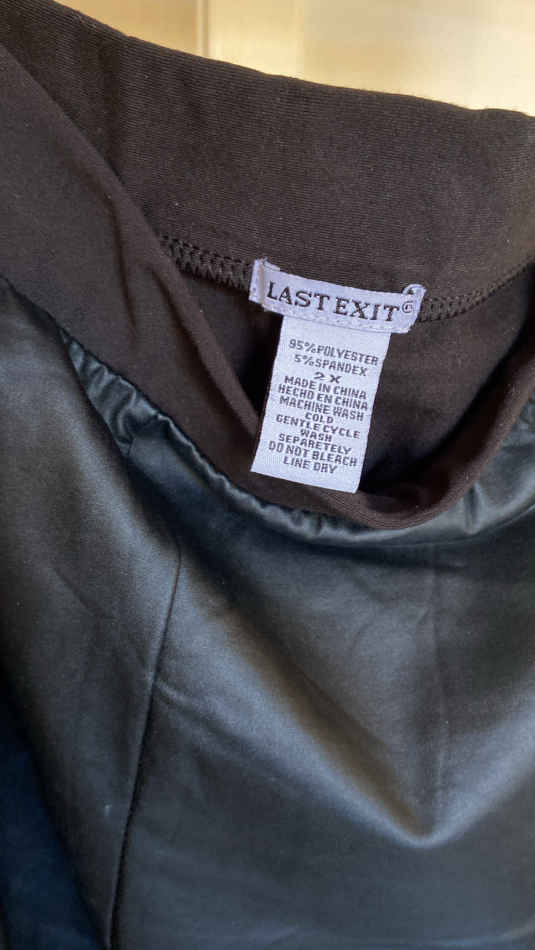 LAST EXIT
95%POLYESTER
5%SPANDEX
2X
MADE IN CHINA
HECHO EN CHINA
MACHINE WASH
COLD
GENTLE CYCLE
WASH
SEPARETELY
DO NOT BLEACH
LINE DRY